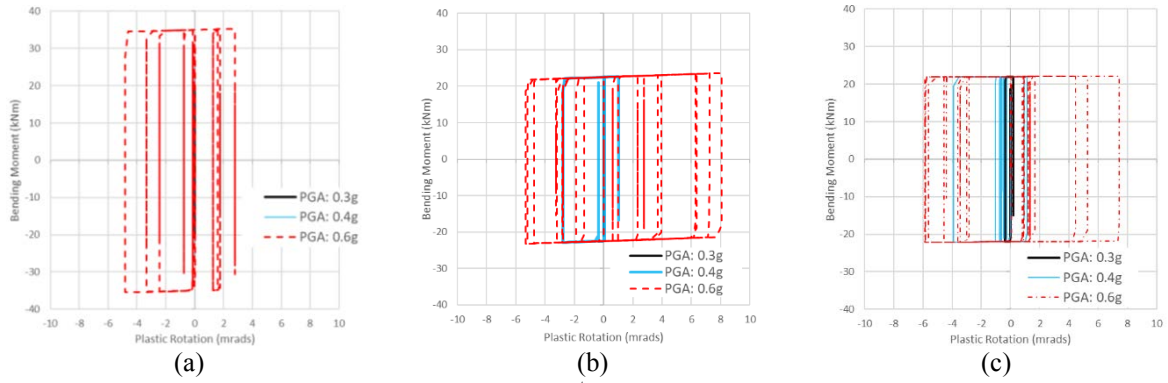 40
30
20
10
0
-10
-20
-30
-40
Bending Moment (kNm)
PGA: 0.3g
PGA: 0.4g
PGA: 0.6g
-10 -8 -6 -4 -2 0 2 4 6 8 10
Plastic Rotation (mrads)
(a)
40
30
20
10
0
-10
-20
-30
-40
Bending Moment (kNm)
PGA: 0.3g
PGA: 0.4g
PGA: 0.6g
-10 -8 -6 -4 -2 0 2 4 6 8 10
Plastic Rotation (mrads)
(b)
40
30
20
10
0
-10
-20
-30
-40
Bending Moment (kNm)
PGA: 0.3g
PGA: 0.4g
PGA: 0.6g
-10 -8 -6 -4 -2 0 2 4 6 8 10
Plastic Rotation (mrads)
(c)